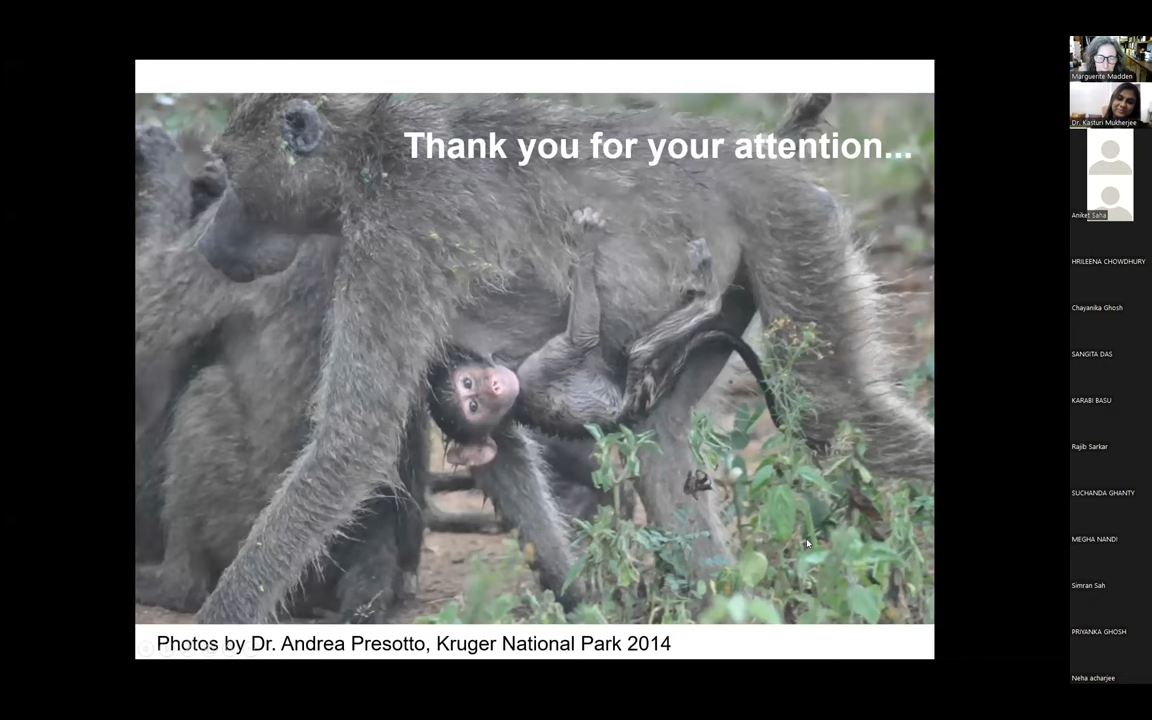 Thank you for your attention...
Photos by Dr. Andrea Presotto, Kruger National Park 2014
Marguerite Madden
Dr. Kasturi Mukherjee
Aniket Saha
HRILEENA CHOWDHURY
Chayanika Ghosh
SANGITA DAS
KARABI BASU
Rajib Sarkar
SUCHANDA GHANTY
MEGHA NANDI
Simran Sah
PRIYANKA GHOSH
Neha acharjee